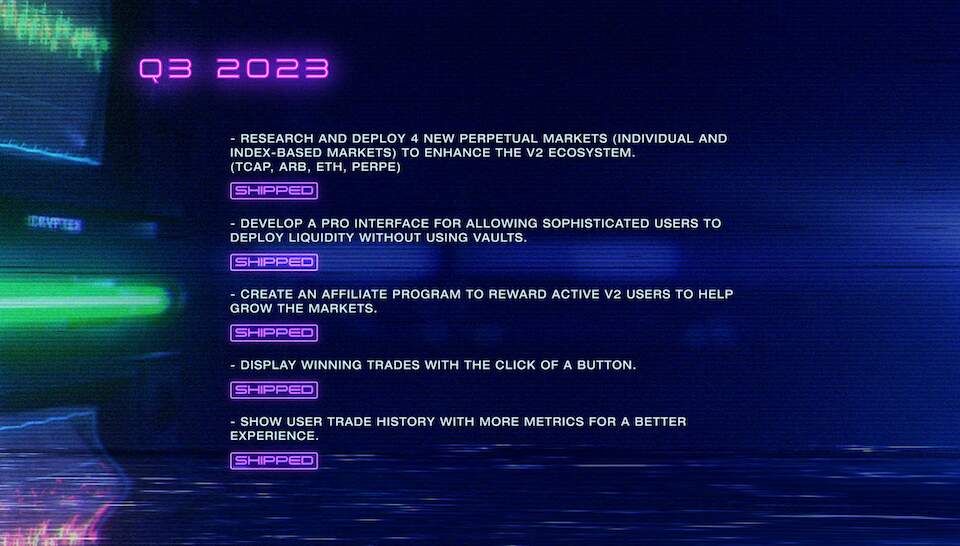 Q3 2023
- RESEARCH AND DEPLOY 4 NEW PERPETUAL MARKETS (INDIVIDUAL AND
INDEX-BASED MARKETS) TO ENHANCE THE V2 ECOSYSTEM.
(TCAP, ARB, ETH, PERPE)
SHIPPED
- DEVELOP A PRO INTERFACE FOR ALLOWING SOPHISTICATED USERS TO
DEPLOY LIQUIDITY WITHOUT USING VAULTS.
SHIPPED
- CREATE AN AFFILIATE PROGRAM TO REWARD ACTIVE V2 USERS TO HELP
GROW THE MARKETS.
SHIPPED
- DISPLAY WINNING TRADES WITH THE CLICK OF A BUTTON.
SHIPPED
- SHOW USER TRADE HISTORY WITH MORE METRICS FOR A BETTER
EXPERIENCE.
SHIPPED